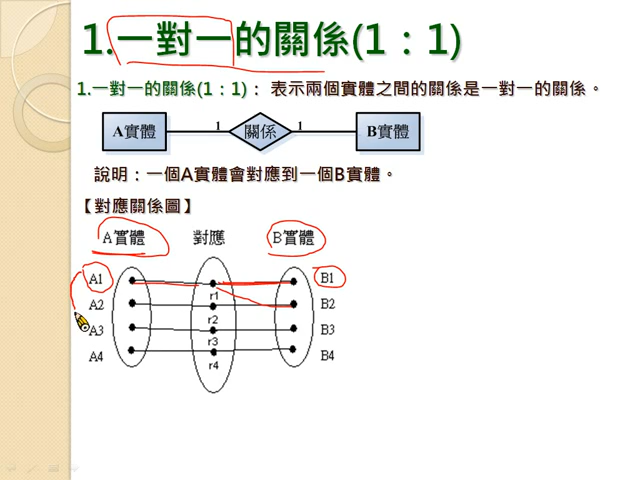 1.一對一的關係(1：1)
1.一對一的關係(1：1)： 表示兩個實體之間的關係是一對一的關係。
A實體 1 關係 1 B實體
說明：一個A實體會對應到一個B實體。
【對應關係圖】
A實體 對應 B實體
A1 r1 B1
A2 r2 B2
A3 r3 B3
A4 r4 B4